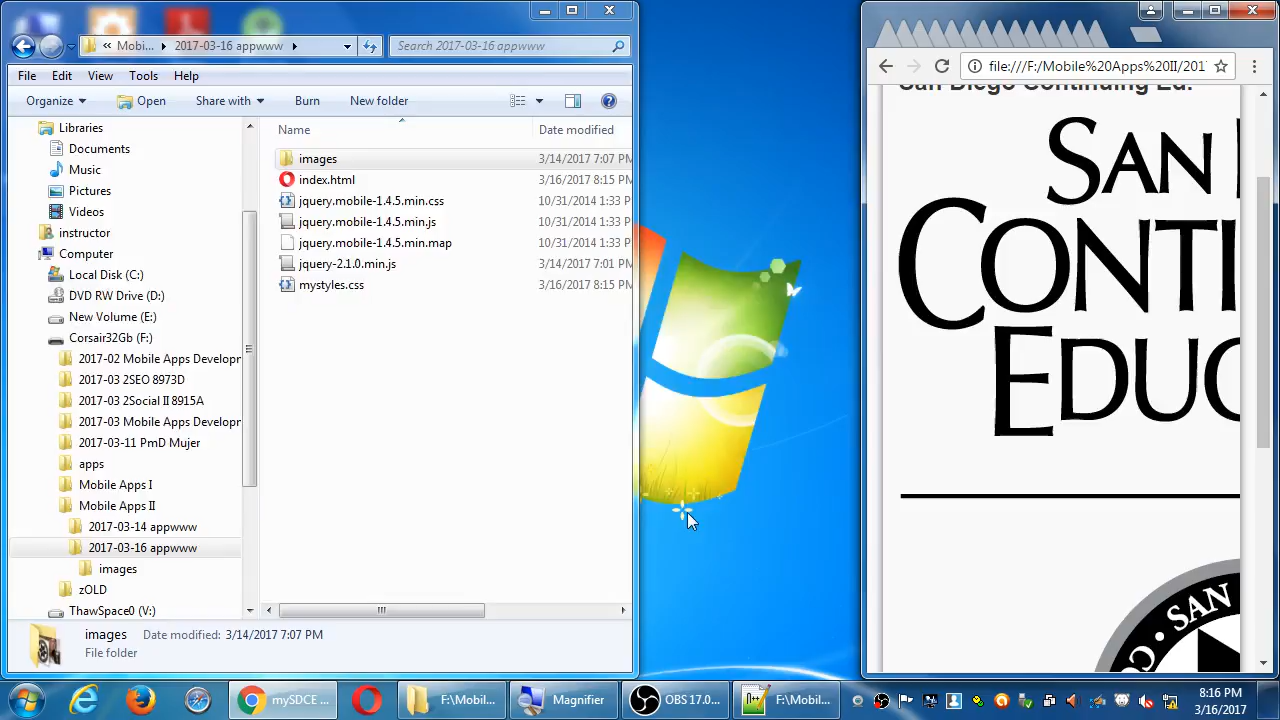 Mobi... 2017-03-16 appwww
Search 2017-03-16 appwww
File Edit View Tools Help
Organize Open Share with Burn New folder
Libraries
Documents
Music
Pictures
Videos
instructor
Computer
Local Disk (C:)
DVD RW Drive (D:)
New Volume (E:)
Corsair32Gb (F:)
2017-02 Mobile Apps Developr
2017-03 2SEO 8973D
2017-03 2Social II 8915A
2017-03 Mobile Apps Developr
2017-03-11 PmD Mujer
apps
Mobile Apps I
Mobile Apps II
2017-03-14 appwww
2017-03-16 appwww
images
zOLD
ThawSpace0 (V:)
Name Date modified
images 3/14/2017 7:07 PM
index.html 3/16/2017 8:15 PM
jquery.mobile-1.4.5.min.css 10/31/2014 1:33 P
jquery.mobile-1.4.5.min.js 10/31/2014 1:33 P
jquery.mobile-1.4.5.min.map 10/31/2014 1:33 P
jquery-2.1.0.min.js 3/14/2017 7:01 PM
mystyles.css 3/16/2017 8:15 PM
images Date modified: 3/14/2017 7:07 PM
File folder
file:///F:/Mobile%20Apps%20II/201
San Diego Continuing Ed.
SAN
CONTI
EDUC
SAN
mySDCE ...
F:\Mobil...
Magnifier
OBS 17.0...
F:\Mobil...
8:16 PM
3/16/2017